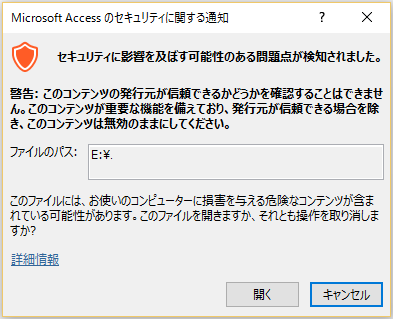 Microsoft Access のセキュリティに関する通知
セキュリティに影響を及ぼす可能性のある問題点が検知されました。
警告: このコンテンツの発行元が信頼できるかどうかを確認することはできませ
ん。このコンテンツが重要な機能を備えており、発行元が信頼できる場合を除
き、このコンテンツは無効のままにしてください。
ファイルのパス:
E:¥.
このファイルには、お使いのコンピューターに損害を与える危険なコンテンツが含ま
れている可能性があります。このファイルを開きますか、それとも操作を取り消しま
すか?
詳細情報
開く
キャンセル